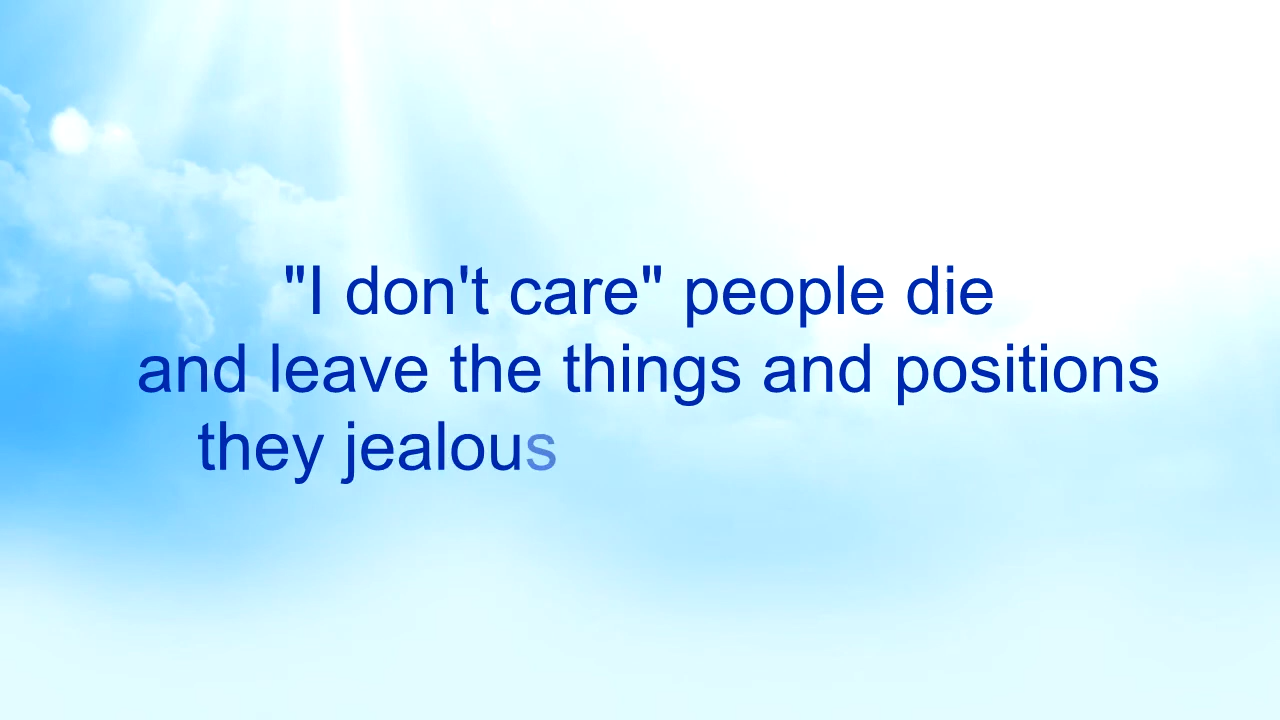 "I don't care" people die
and leave the things and positions
they jealous